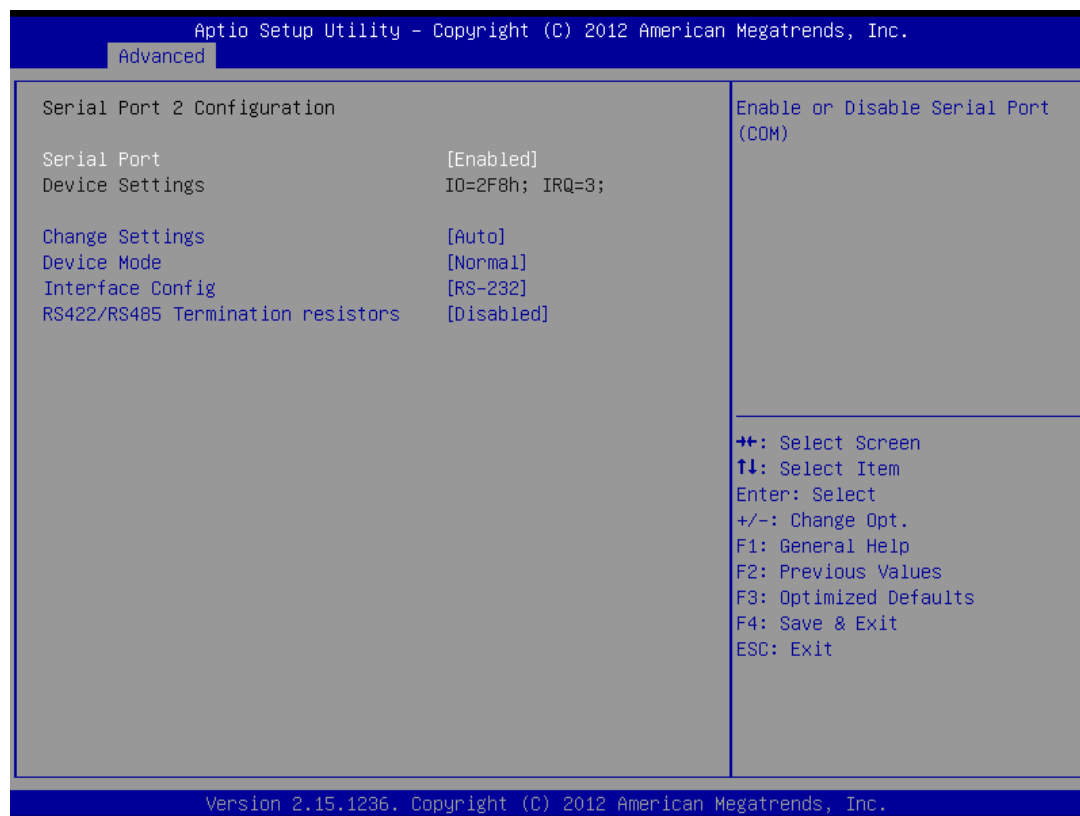 Aptio Setup Utility – Copyright (C) 2012 American Megatrends, Inc.
Advanced
Serial Port 2 Configuration
Serial Port [Enabled]
Device Settings IO=2F8h; IRQ=3;
Change Settings [Auto]
Device Mode [Normal]
Interface Config [RS-232]
RS422/RS485 Termination resistors [Disabled]
Enable or Disable Serial Port
(COM)
→←: Select Screen
↑↓: Select Item
Enter: Select
+/-: Change Opt.
F1: General Help
F2: Previous Values
F3: Optimized Defaults
F4: Save & Exit
ESC: Exit
Version 2.15.1236. Copyright (C) 2012 American Megatrends, Inc.